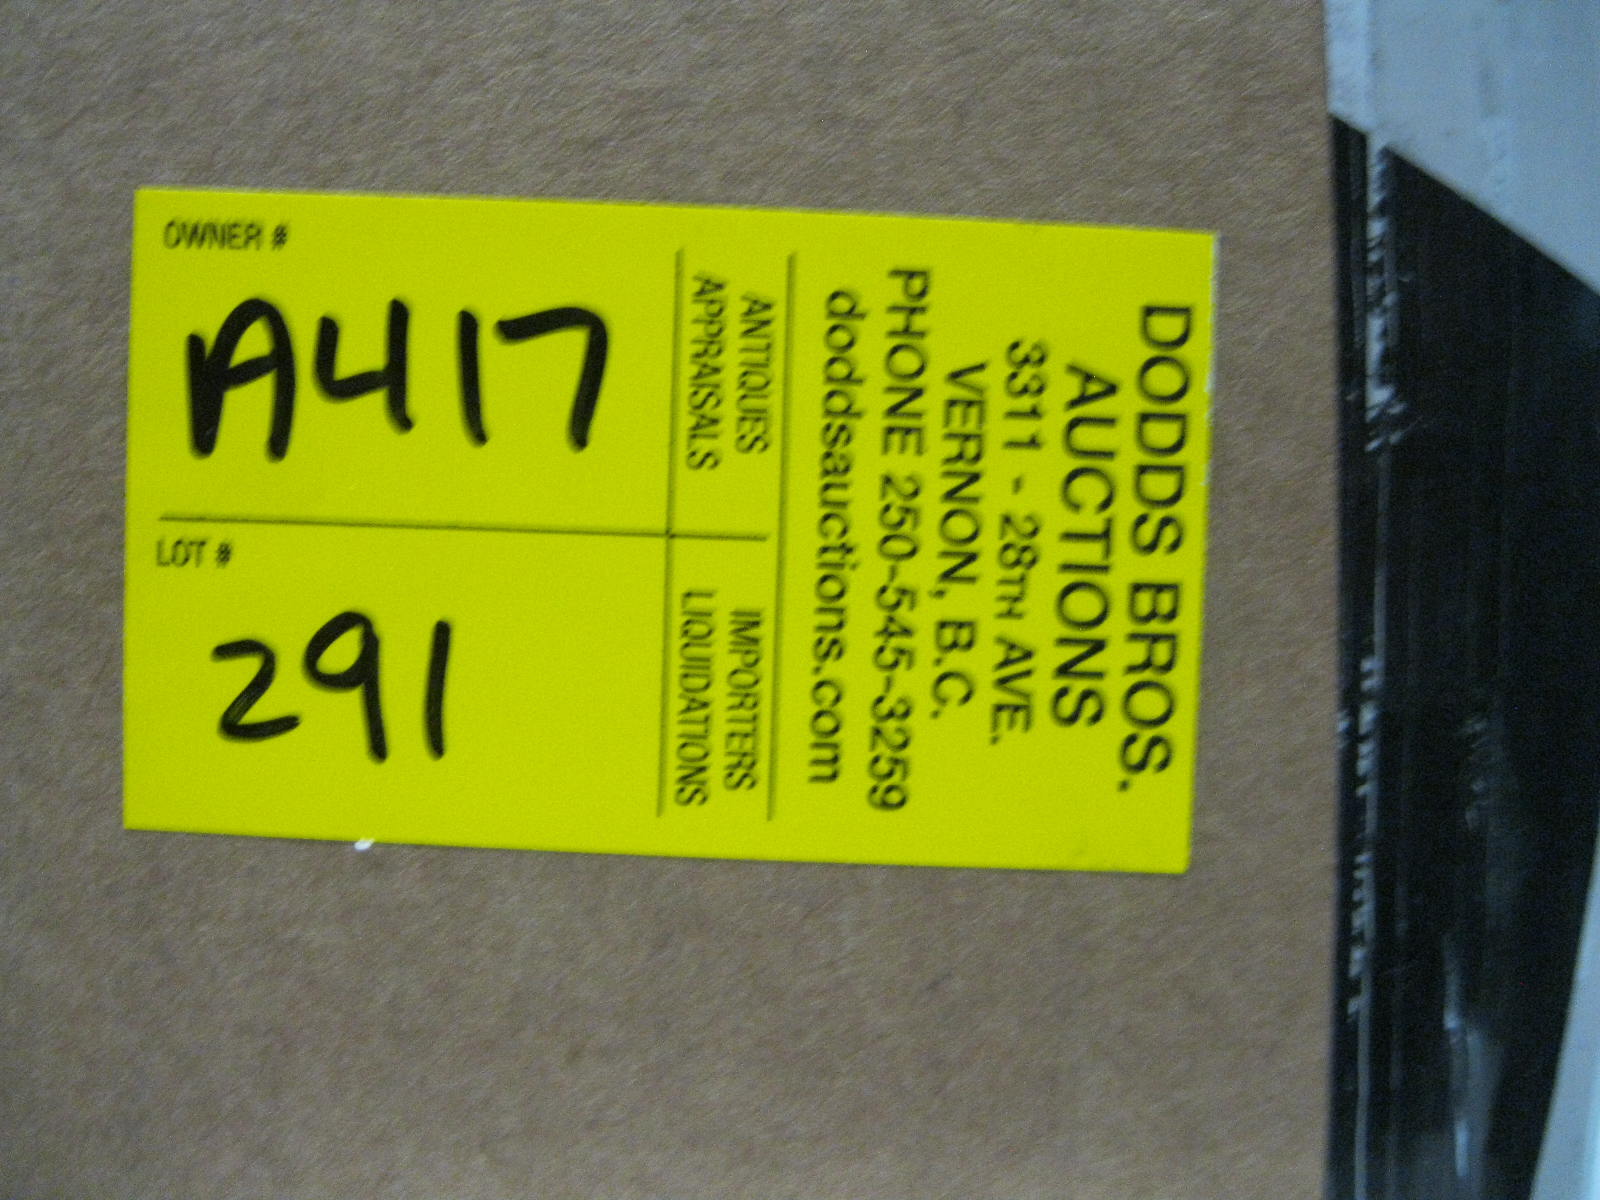 DODDS BROS.
AUCTIONS
3311 - 28TH AVE.
VERNON, B.C.
PHONE 250-545-3259
doddsauctions.com
ANTIQUES
APPRAISALS
IMPORTERS
LIQUIDATIONS
OWNER #
A417
LOT #
291